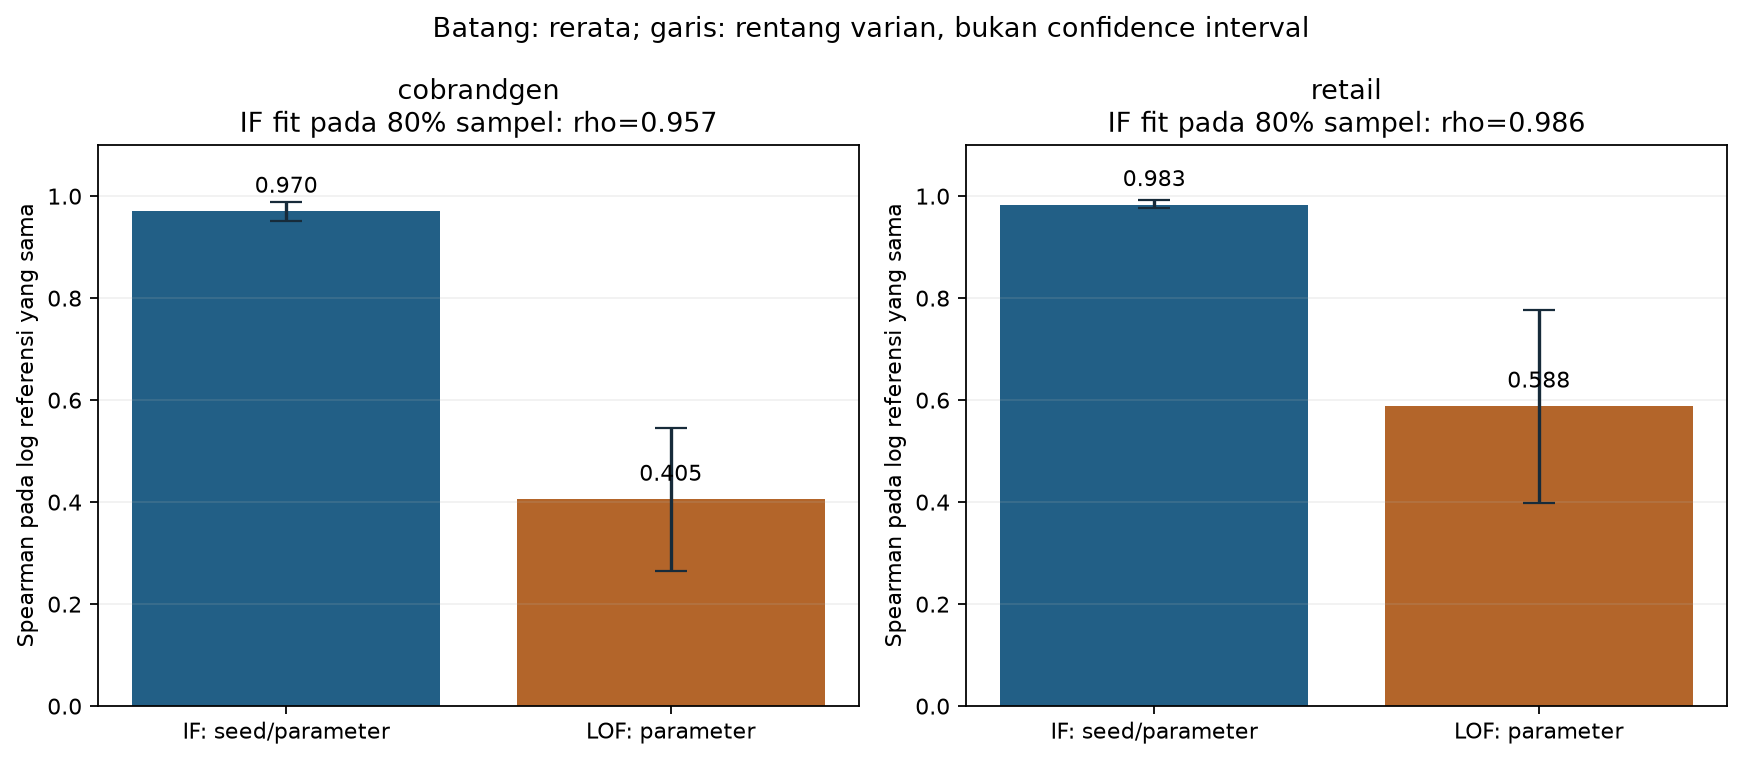 Batang: rerata; garis: rentang varian, bukan confidence interval
cobrandgen
IF fit pada 80% sampel: rho=0.957
Spearman pada log referensi yang sama
1.0
0.8
0.6
0.4
0.2
0.0
0.970
0.405
IF: seed/parameter
LOF: parameter
retail
IF fit pada 80% sampel: rho=0.986
Spearman pada log referensi yang sama
1.0
0.8
0.6
0.4
0.2
0.0
0.983
0.588
IF: seed/parameter
LOF: parameter